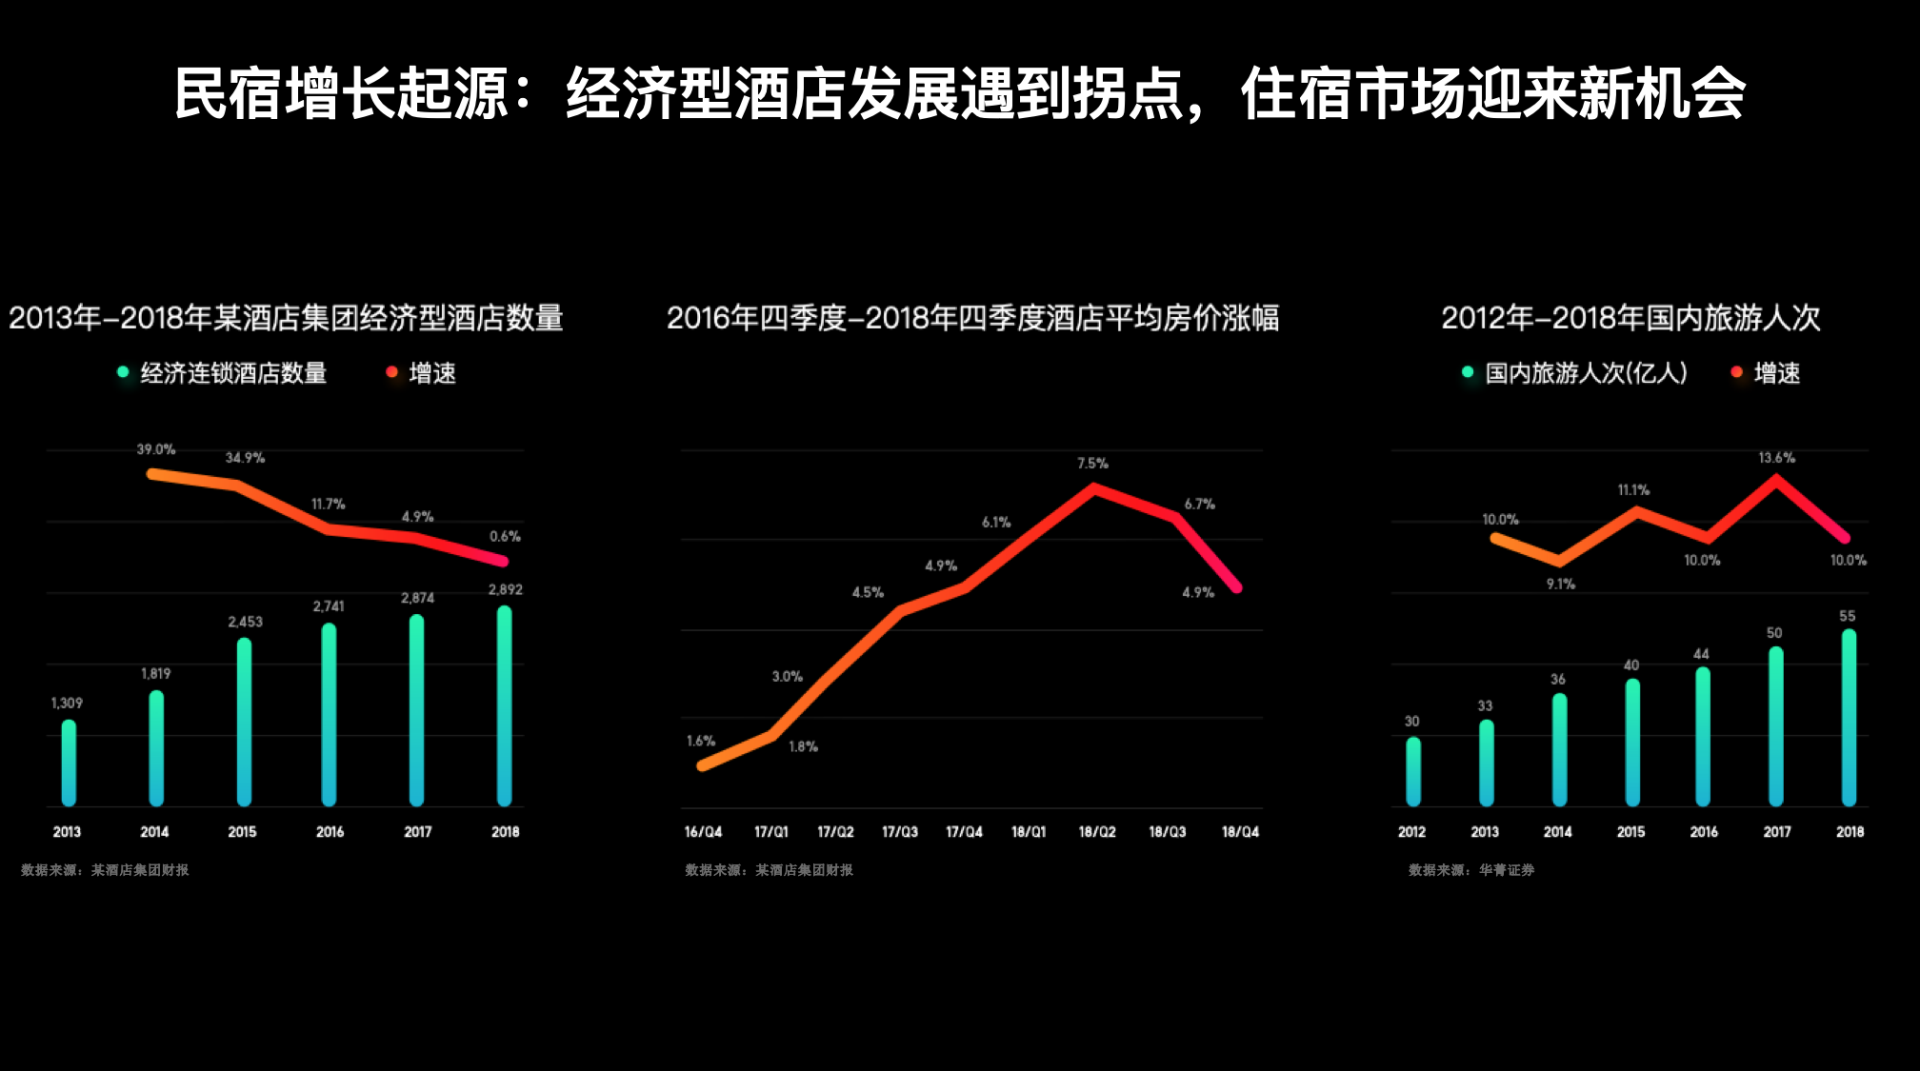 民宿增长起源：经济型酒店发展遇到拐点，住宿市场迎来新机会
2013年-2018年某酒店集团经济型酒店数量
经济连锁酒店数量 增速
39.0%
34.9%
11.7%
4.9%
0.6%
1,309
1,819
2,453
2,741
2,874
2,892
2013 2014 2015 2016 2017 2018
数据来源：某酒店集团财报
2016年四季度-2018年四季度酒店平均房价涨幅
1.6%
1.8%
3.0%
4.5%
4.9%
6.1%
7.5%
6.7%
4.9%
16/Q4 17/Q1 17/Q2 17/Q3 17/Q4 18/Q1 18/Q2 18/Q3 18/Q4
数据来源：某酒店集团财报
2012年-2018年国内旅游人次
国内旅游人次(亿人) 增速
10.0%
9.1%
11.1%
10.0%
13.6%
10.0%
30
33
36
40
44
50
55
2012 2013 2014 2015 2016 2017 2018
数据来源：华菁证券